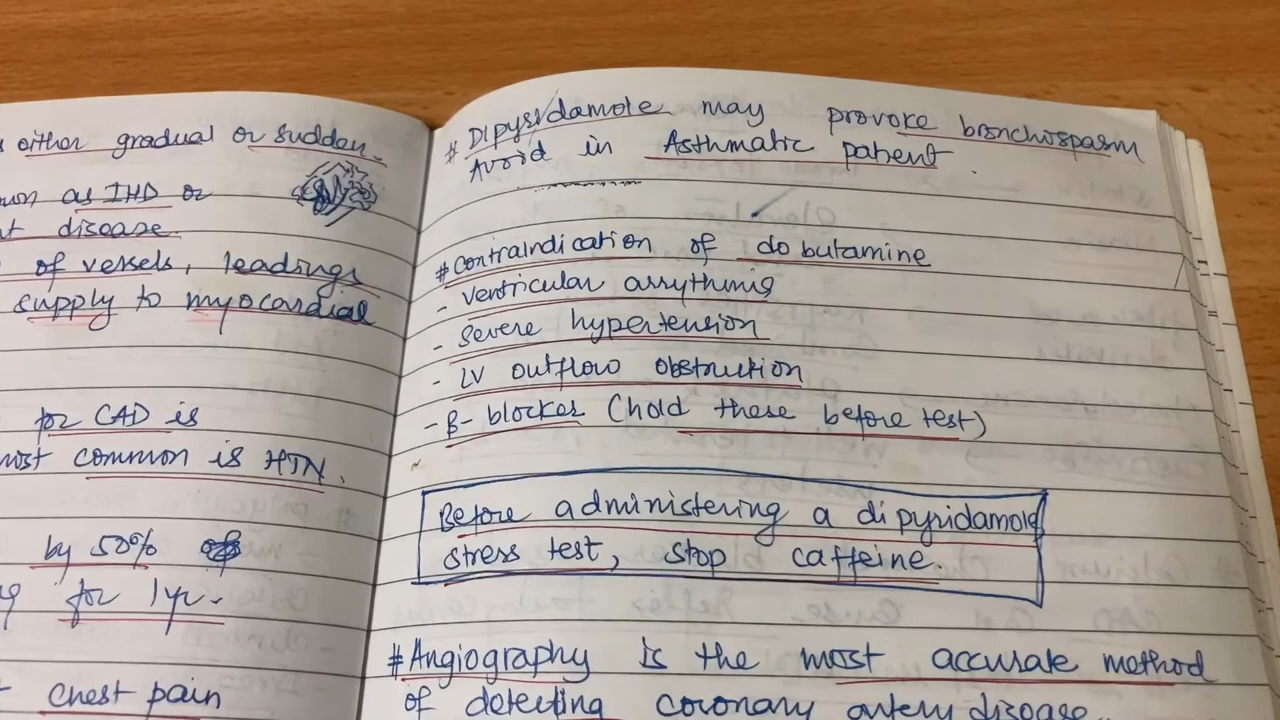 either gradual or sudden.
as IHD or
disease.
of vessels, leadings
supply to myocardial
for CAD is
most common is HTN.
by 50%
for 1yr.
chest pain
# Dipyridamole may provoke bronchospasm
Avoid in Asthmatic patient
# contraindication of dobutamine
- ventricular arrythmia
- Severe hypertension
- LV outflow obstruction
- β-blocker (hold these before test)
Before administering a dipyridamole
stress test, stop caffeine.
# Angiography is the most accurate method
of detecting coronary artery disease.